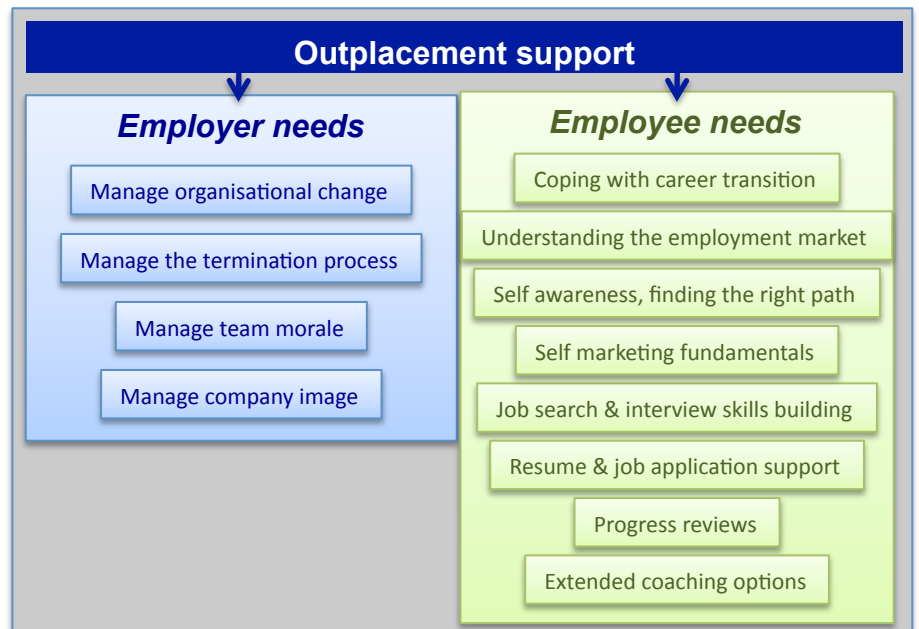 Outplacement support
Employer needs
Manage organisational change
Manage the termination process
Manage team morale
Manage company image
Employee needs
Coping with career transition
Understanding the employment market
Self awareness, finding the right path
Self marketing fundamentals
Job search & interview skills building
Resume & job application support
Progress reviews
Extended coaching options